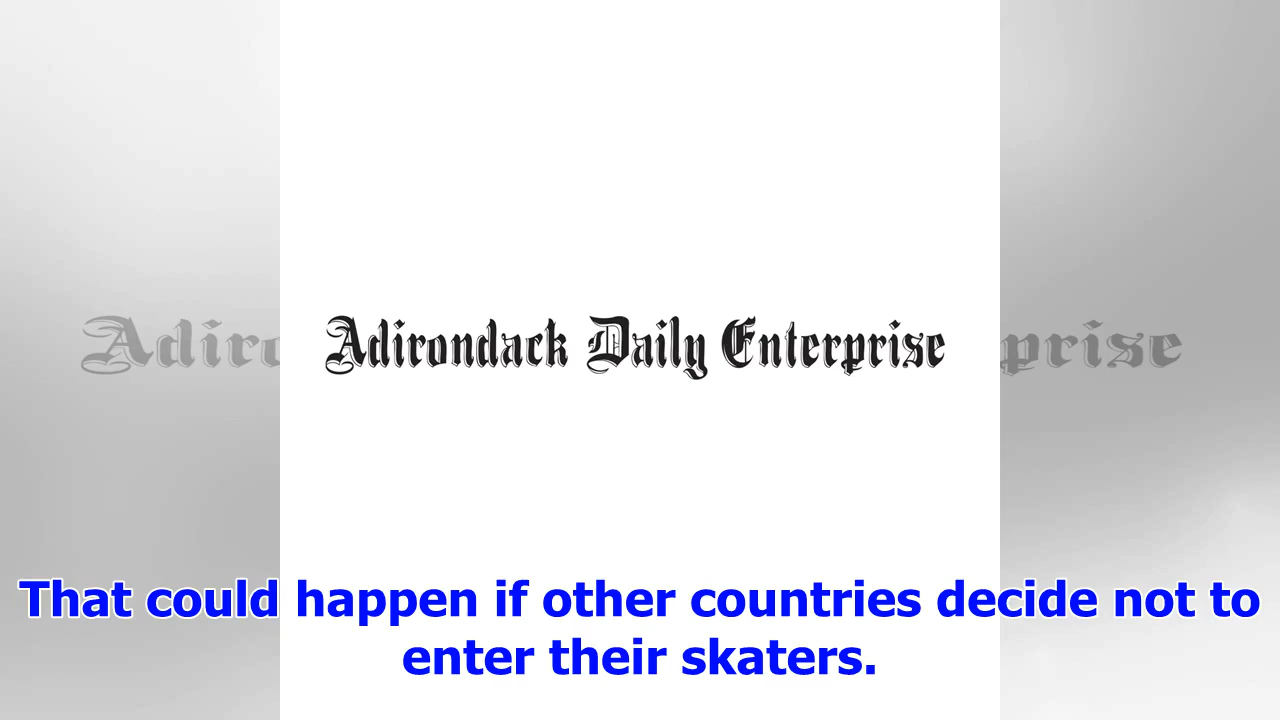 Adirondack Daily Enterprise
That could happen if other countries decide not to
enter their skaters.